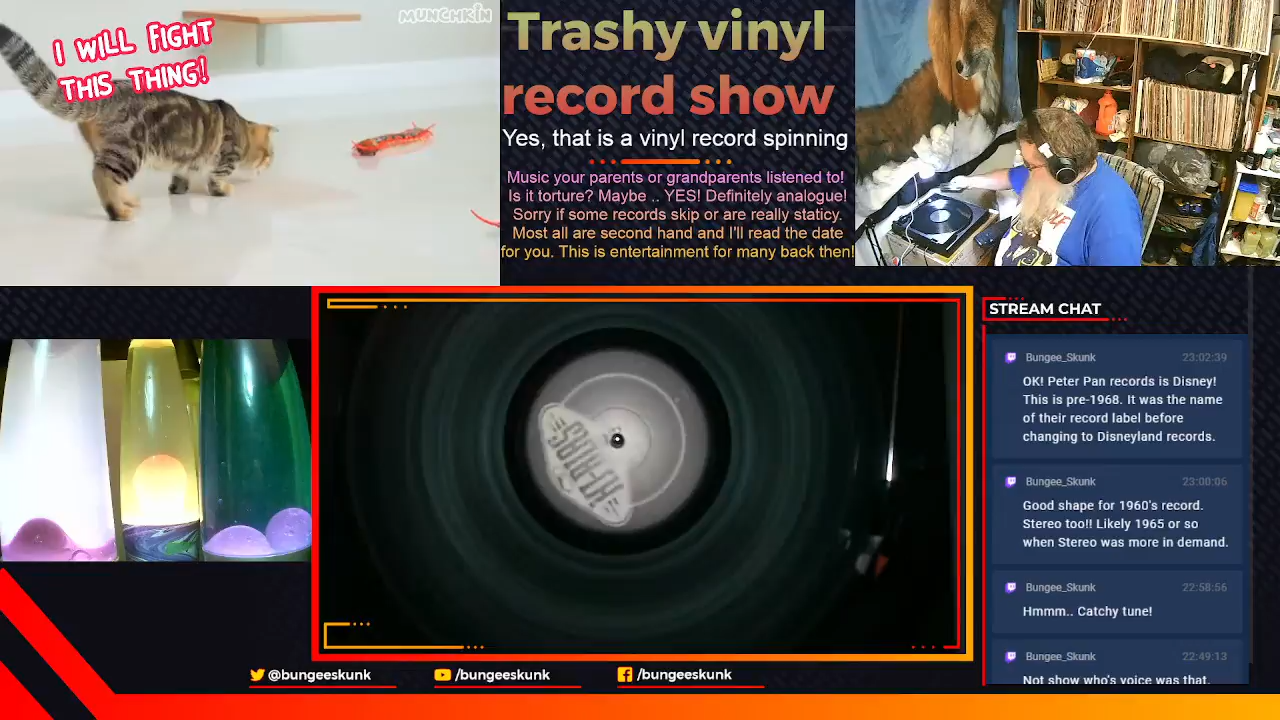 MUNCHKIN
I WILL FIGHT
THIS THING!
Trashy vinyl
record show
Yes, that is a vinyl record spinning
Music your parents or grandparents listened to!
Is it torture? Maybe .. YES! Definitely analogue!
Sorry if some records skip or are really staticy.
Most all are second hand and I'll read the date
for you. This is entertainment for many back then!
STREAM CHAT
Bungee_Skunk 23:02:39
OK! Peter Pan records is Disney!
This is pre-1968. It was the name
of their record label before
changing to Disneyland records.
Bungee_Skunk 23:00:06
Good shape for 1960's record.
Stereo too!! Likely 1965 or so
when Stereo was more in demand.
Bungee_Skunk 22:58:56
Hmmm.. Catchy tune!
Bungee_Skunk 22:49:13
Not show who's voice was that.
@bungeeskunk
/bungeeskunk
/bungeeskunk